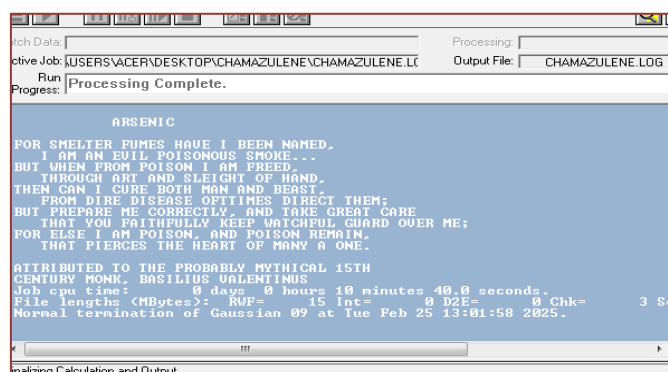 tch Data:
Processing:
ctive Job: \USERS\ACER\DESKTOP\CHAMAZULENE\CHAMAZULENE.LO
Output File: CHAMAZULENE.LOG
Run Progress: Processing Complete.
ARSENIC
FOR SMELTER FUMES HAVE I BEEN NAMED,
I AM AN EVIL POISONOUS SMOKE...
BUT WHEN FROM POISON I AM FREED,
THROUGH ART AND SLEIGHT OF HAND,
THEN CAN I CURE BOTH MAN AND BEAST,
FROM DIRE DISEASE OFTTIMES DIRECT THEM;
BUT PREPARE ME CORRECTLY, AND TAKE GREAT CARE
THAT YOU FAITHFULLY KEEP WATCHFUL GUARD OVER ME;
FOR ELSE I AM POISON, AND POISON REMAIN,
THAT PIERCES THE HEART OF MANY A ONE.
ATTRIBUTED TO THE PROBABLY MYTHICAL 15TH
CENTURY MONK, BASILIUS VALENTINUS
Job cpu time: 0 days 0 hours 10 minutes 40.0 seconds.
File lengths (MBytes): RWF= 15 Int= 0 D2E= 0 Chk= 3 S
Normal termination of Gaussian 09 at Tue Feb 25 13:01:58 2025.
inalizing Calculation and Output